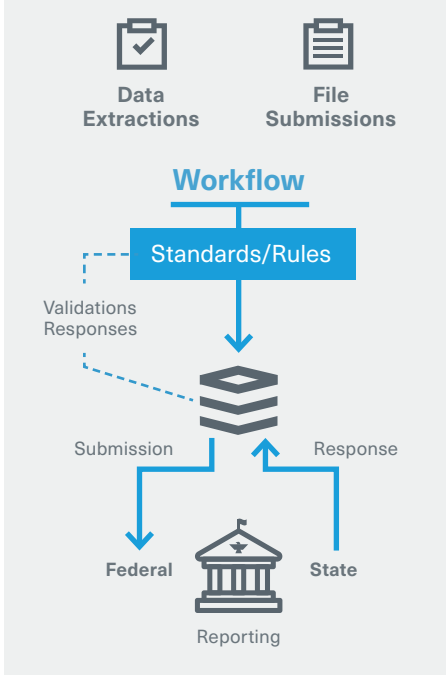 Data
Extractions
File
Submissions
Workflow
Standards/Rules
Validations
Responses
Submission
Response
Federal
State
Reporting